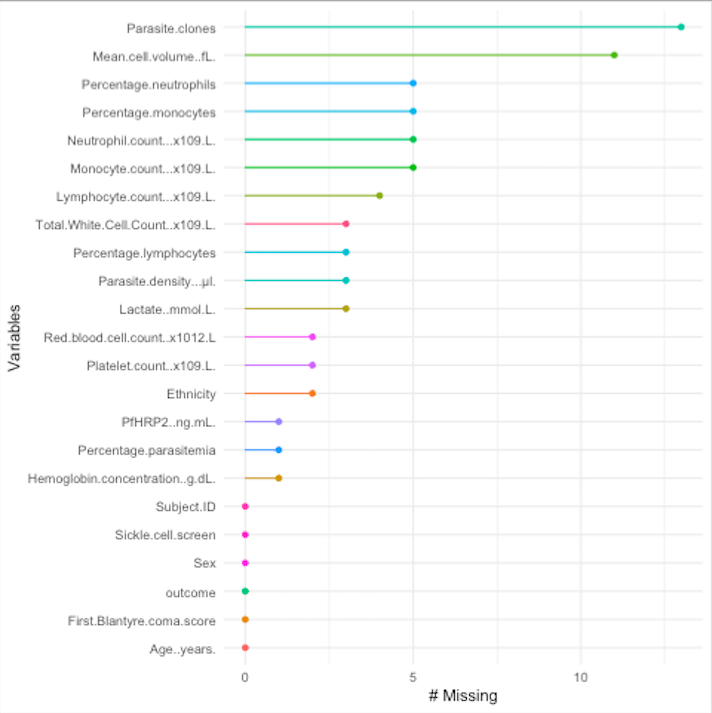 Parasite.clones
Mean.cell.volume..fL.
Percentage.neutrophils
Percentage.monocytes
Neutrophil.count...x109.L.
Monocyte.count...x109.L.
Lymphocyte.count...x109.L.
Total.White.Cell.Count..x109.L.
Percentage.lymphocytes
Parasite.density...µl.
Lactate..mmol.L.
Red.blood.cell.count..x1012.L
Platelet.count..x109.L.
Ethnicity
PfHRP2..ng.mL.
Percentage.parasitemia
Hemoglobin.concentration..g.dL.
Subject.ID
Sickle.cell.screen
Sex
outcome
First.Blantyre.coma.score
Age..years.
Variables
0 5 10
# Missing